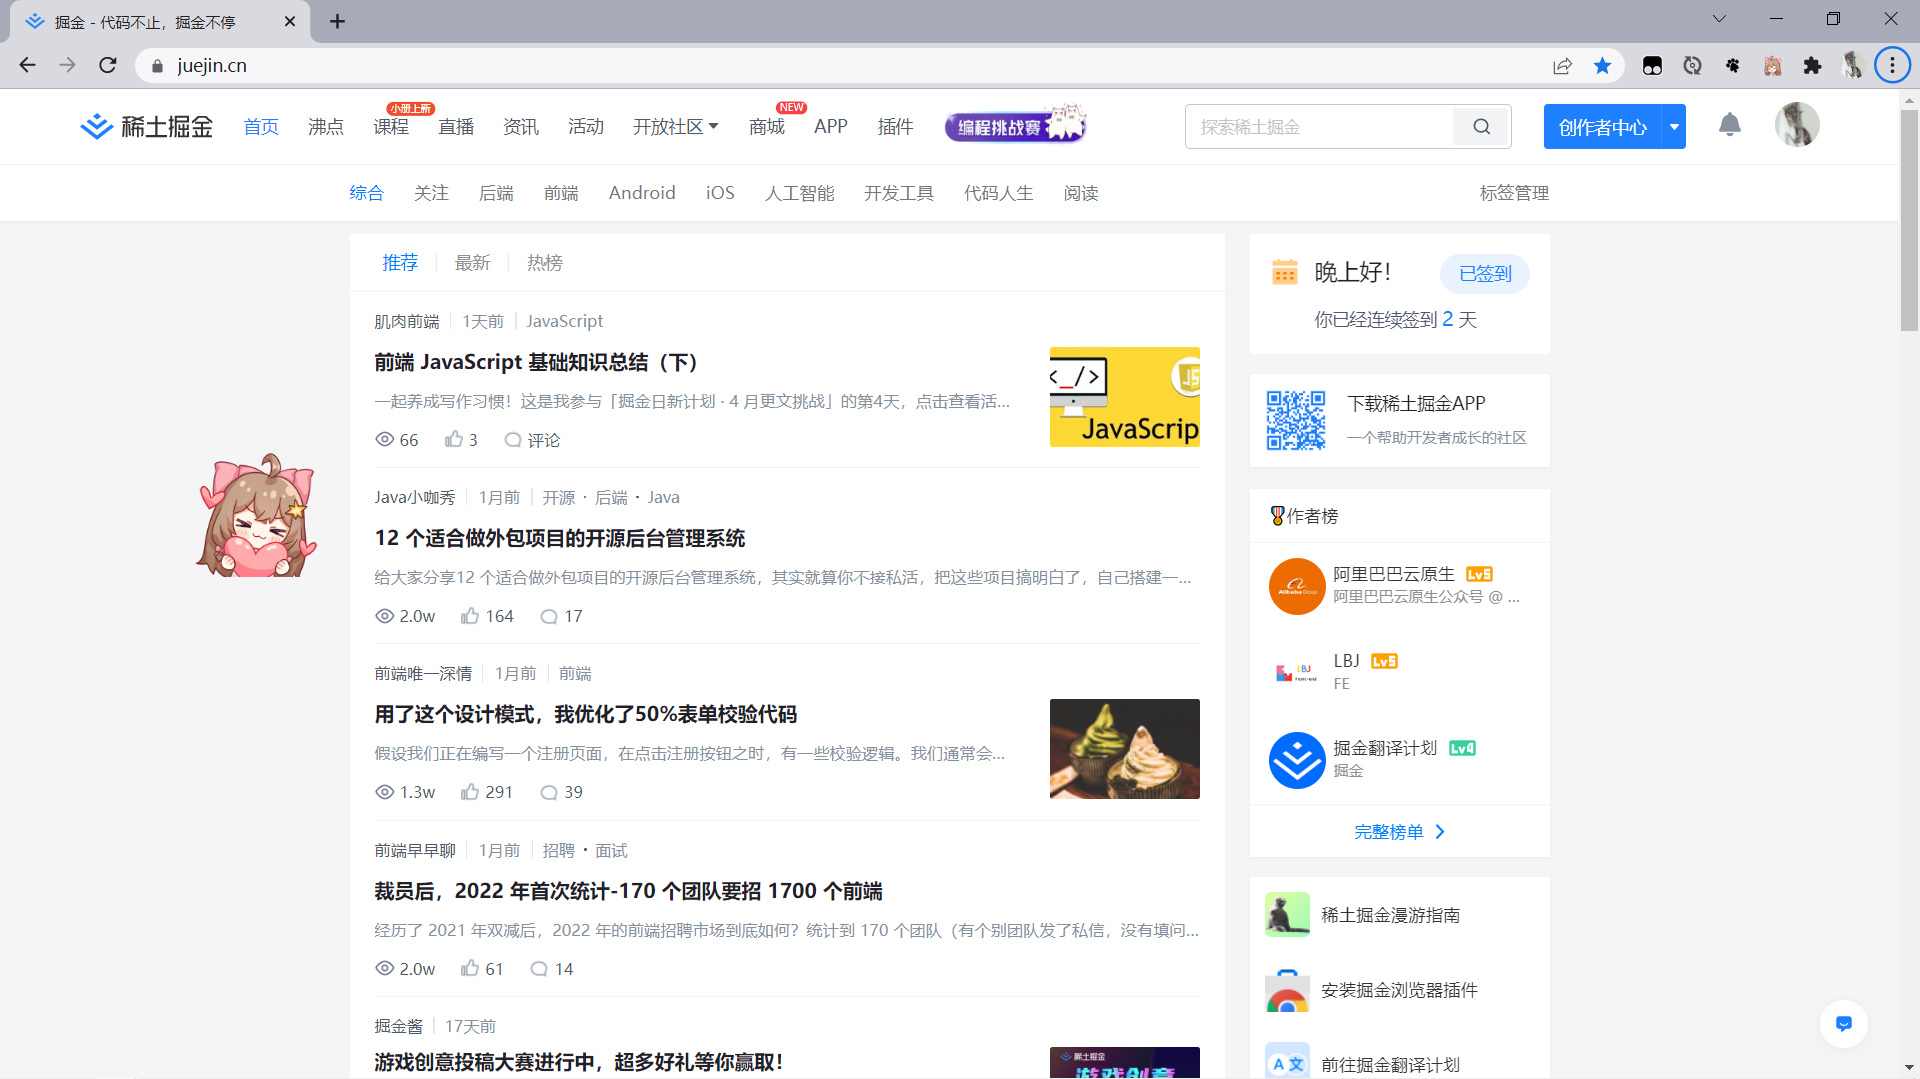 掘金 - 代码不止，掘金不停
juejin.cn
稀土掘金
首页
沸点
课程
小册上新
直播
资讯
活动
开放社区
商城
NEW
APP
插件
编程挑战赛
探索稀土掘金
创作者中心
综合
关注
后端
前端
Android
iOS
人工智能
开发工具
代码人生
阅读
标签管理
推荐
最新
热榜
肌肉前端 1天前 JavaScript
前端 JavaScript 基础知识总结（下）
一起养成写作习惯！这是我参与「掘金日新计划 · 4 月更文挑战」的第4天，点击查看活...
66 3 评论
JS
JavaScrip
Java小咖秀 1月前 开源 · 后端 · Java
12 个适合做外包项目的开源后台管理系统
给大家分享12 个适合做外包项目的开源后台管理系统，其实就算你不接私活，把这些项目搞明白了，自己搭建一...
2.0w 164 17
前端唯一深情 1月前 前端
用了这个设计模式，我优化了50%表单校验代码
假设我们正在编写一个注册页面，在点击注册按钮之时，有一些校验逻辑。我们通常会...
1.3w 291 39
前端早早聊 1月前 招聘 · 面试
裁员后，2022 年首次统计-170 个团队要招 1700 个前端
经历了 2021 年双减后，2022 年的前端招聘市场到底如何？统计到 170 个团队（有个别团队发了私信，没有填问...
2.0w 61 14
掘金酱 17天前
游戏创意投稿大赛进行中，超多好礼等你赢取！
稀土掘金
游戏创意
晚上好！
已签到
你已经连续签到 2 天
下载稀土掘金APP
一个帮助开发者成长的社区
作者榜
Alibaba Group
阿里巴巴云原生 Lv5
阿里巴巴云原生公众号 @ ...
LBJ
Front-end
LBJ Lv5
FE
掘金翻译计划 Lv4
掘金
完整榜单
稀土掘金漫游指南
安装掘金浏览器插件
A 文
前往掘金翻译计划